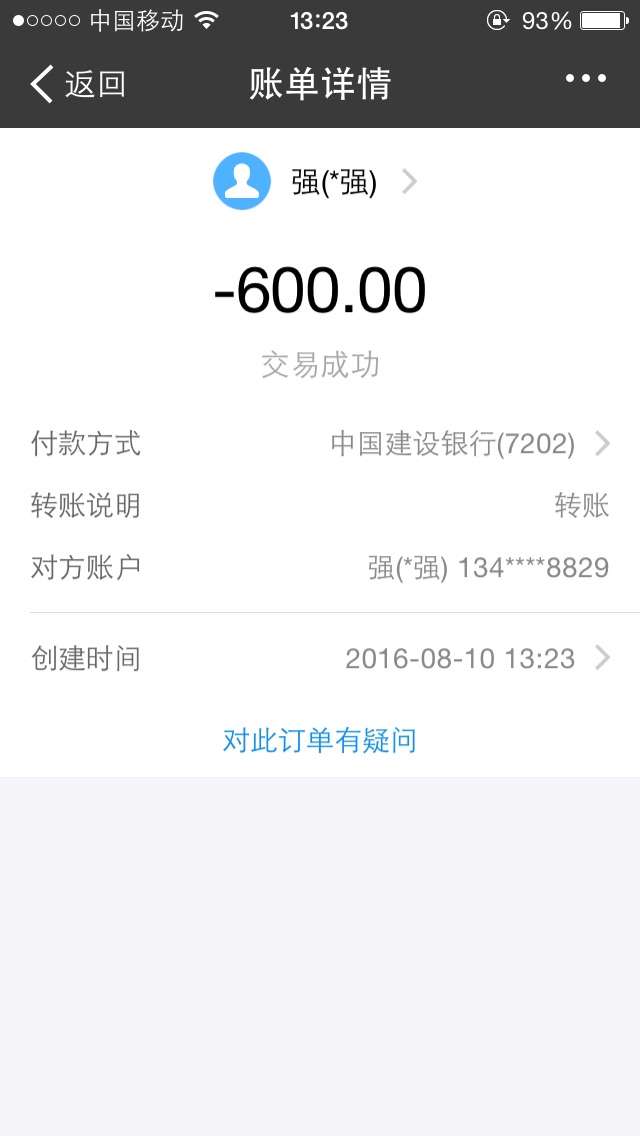 中国移动 13:23 93%
返回 账单详情
强(*强)
-600.00
交易成功
付款方式 中国建设银行(7202)
转账说明 转账
对方账户 强(*强) 134****8829
创建时间 2016-08-10 13:23
对此订单有疑问